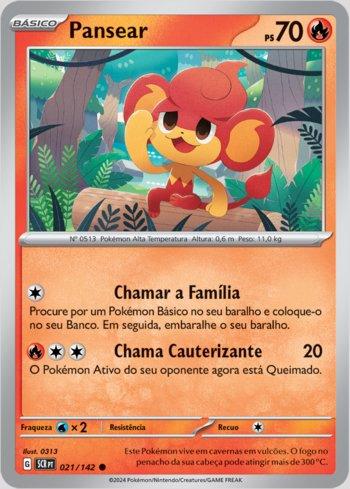 BÁSICO
Pansear
PS 70
Nº 0513 Pokémon Alta Temperatura Altura: 0,6 m Peso: 11,0 kg
Chamar a Família
Procure por um Pokémon Básico no seu baralho e coloque-o
no seu Banco. Em seguida, embaralhe o seu baralho.
Chama Cauterizante 20
O Pokémon Ativo do seu oponente agora está Queimado.
Fraqueza ×2 Resistência Recuo
Ilust. 0313
G SCR PT 021/142
Este Pokémon vive em cavernas em vulcões. O fogo no
penacho da sua cabeça pode atingir mais de 300 °C.
©2024 Pokémon/Nintendo/Creatures/GAME FREAK